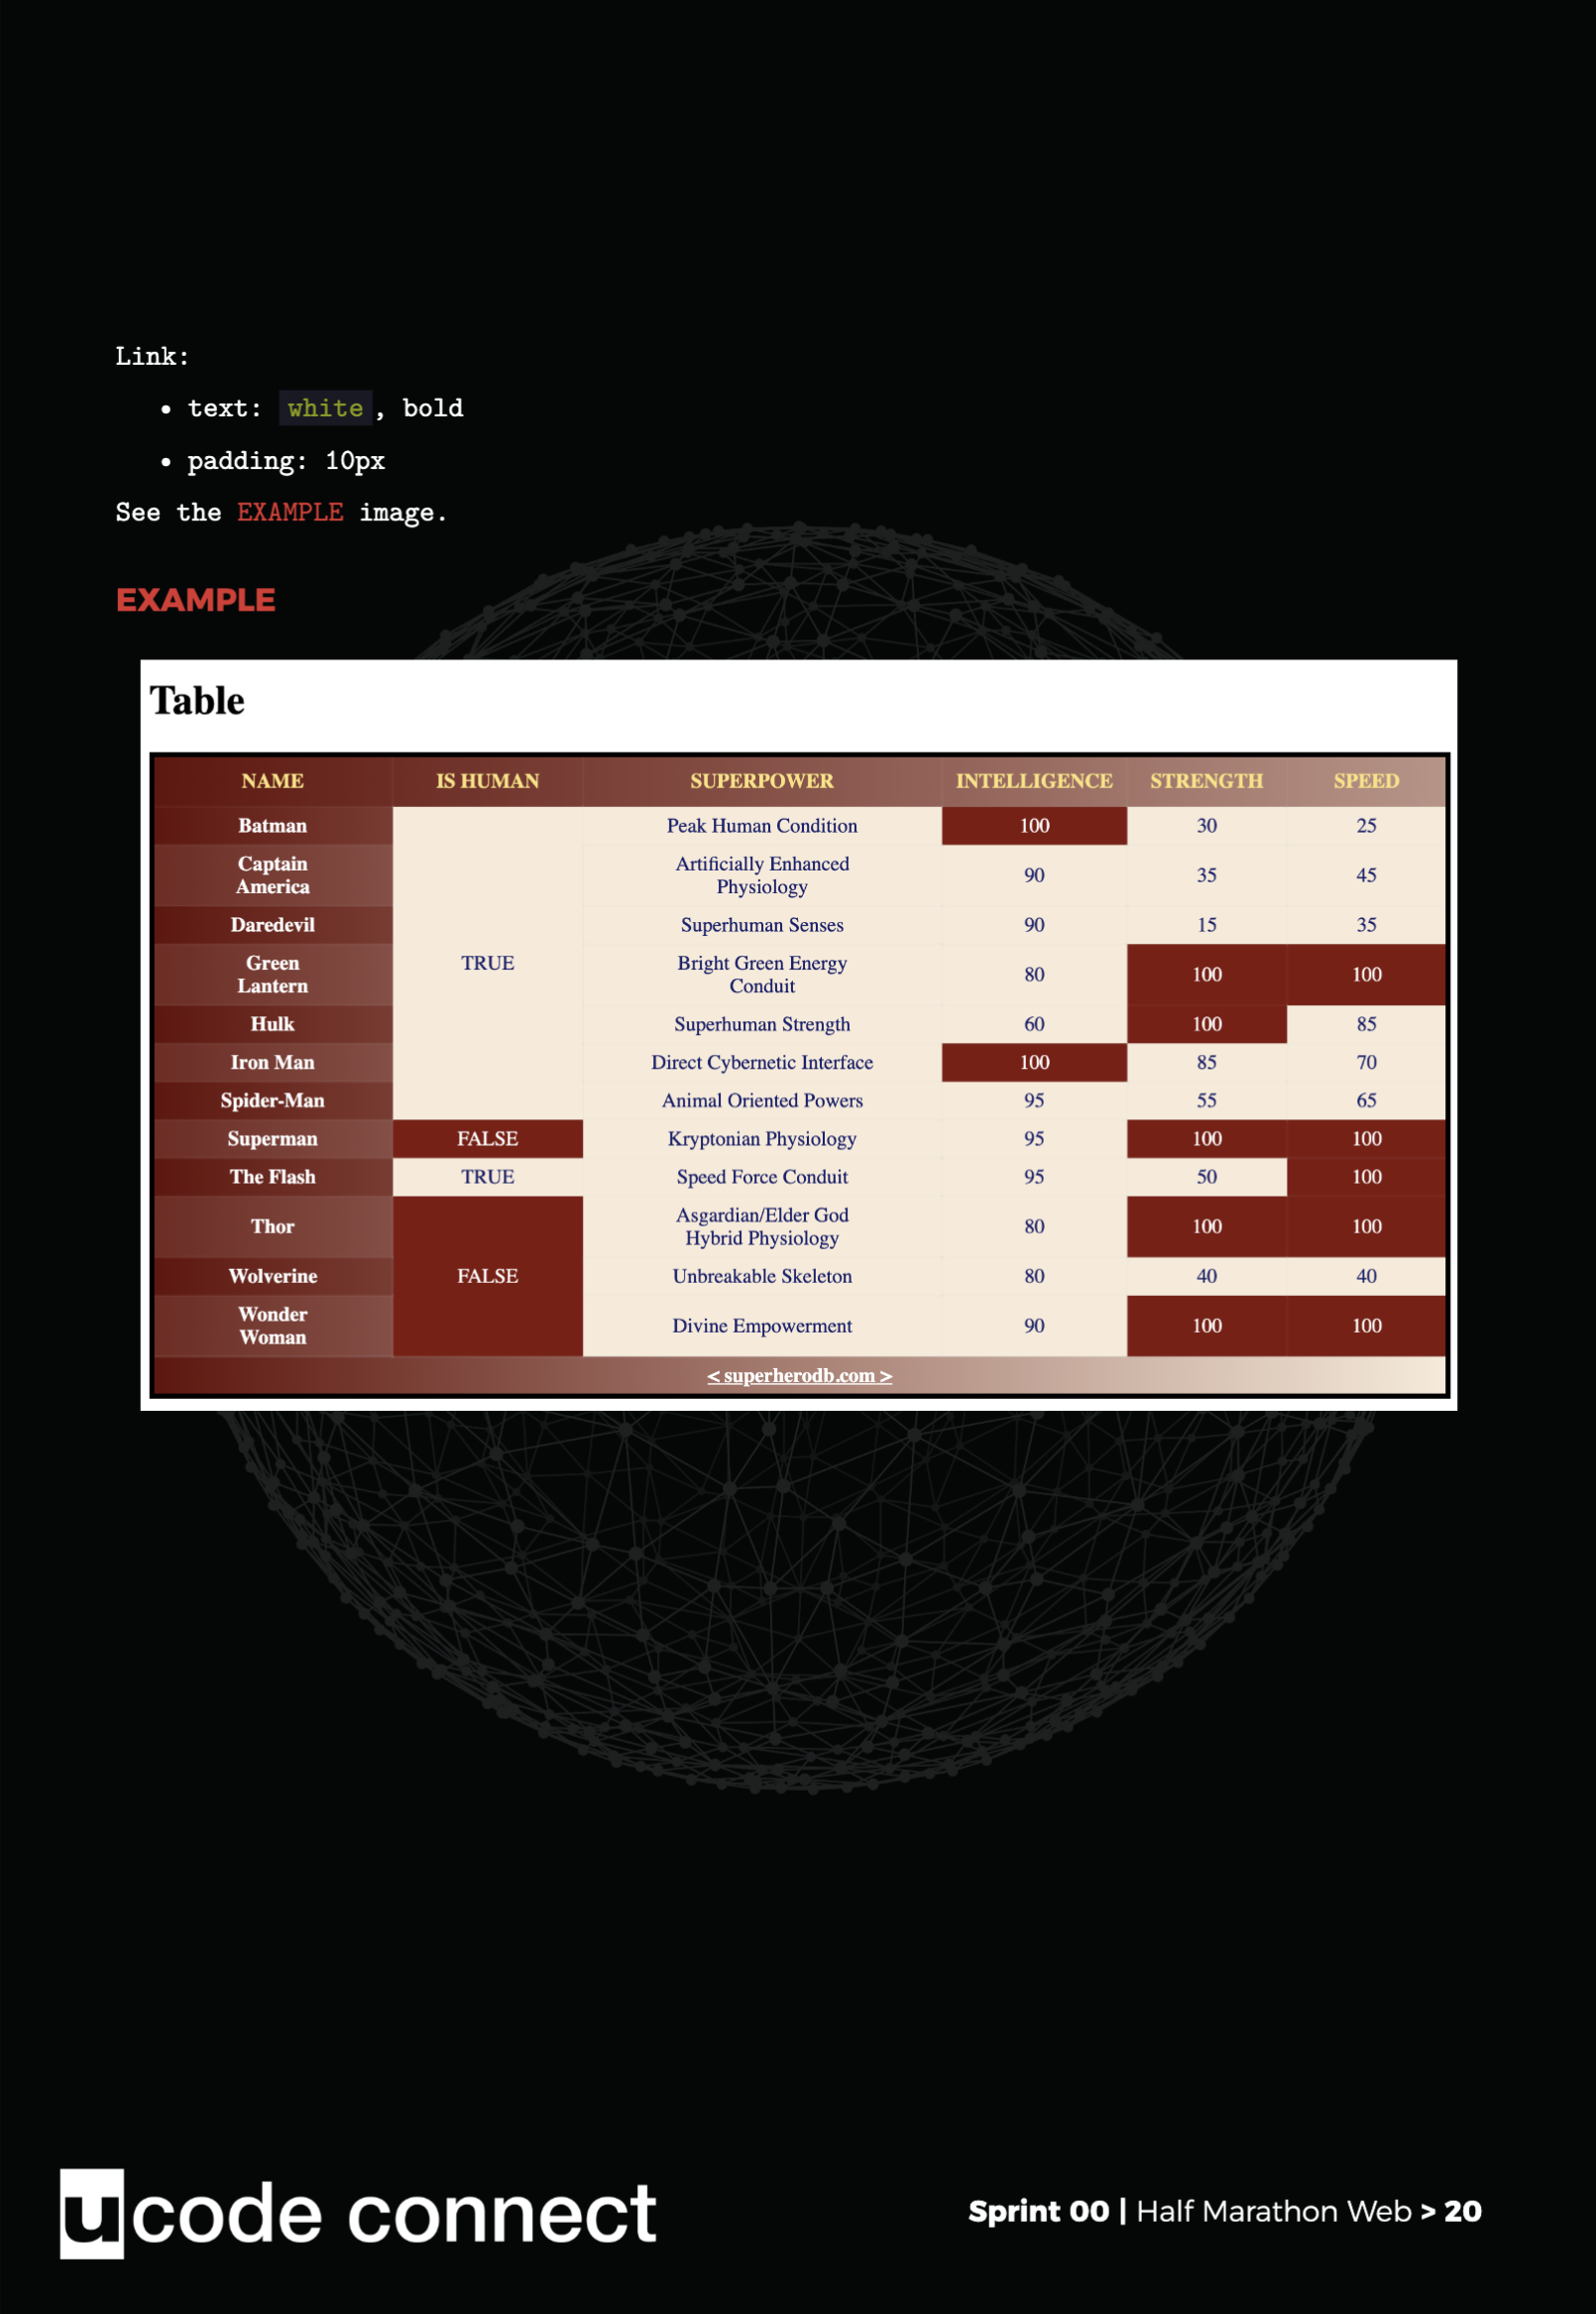 Link:
• text: white, bold
• padding: 10px
See the EXAMPLE image.
EXAMPLE
Table
NAME IS HUMAN SUPERPOWER INTELLIGENCE STRENGTH SPEED
Batman Peak Human Condition 100 30 25
Captain America Artificially Enhanced Physiology 90 35 45
Daredevil Superhuman Senses 90 15 35
Green Lantern TRUE Bright Green Energy Conduit 80 100 100
Hulk Superhuman Strength 60 100 85
Iron Man Direct Cybernetic Interface 100 85 70
Spider-Man Animal Oriented Powers 95 55 65
Superman FALSE Kryptonian Physiology 95 100 100
The Flash TRUE Speed Force Conduit 95 50 100
Thor Asgardian/Elder God Hybrid Physiology 80 100 100
Wolverine FALSE Unbreakable Skeleton 80 40 40
Wonder Woman Divine Empowerment 90 100 100
< superherodb.com >
ucode connect
Sprint 00 | Half Marathon Web > 20